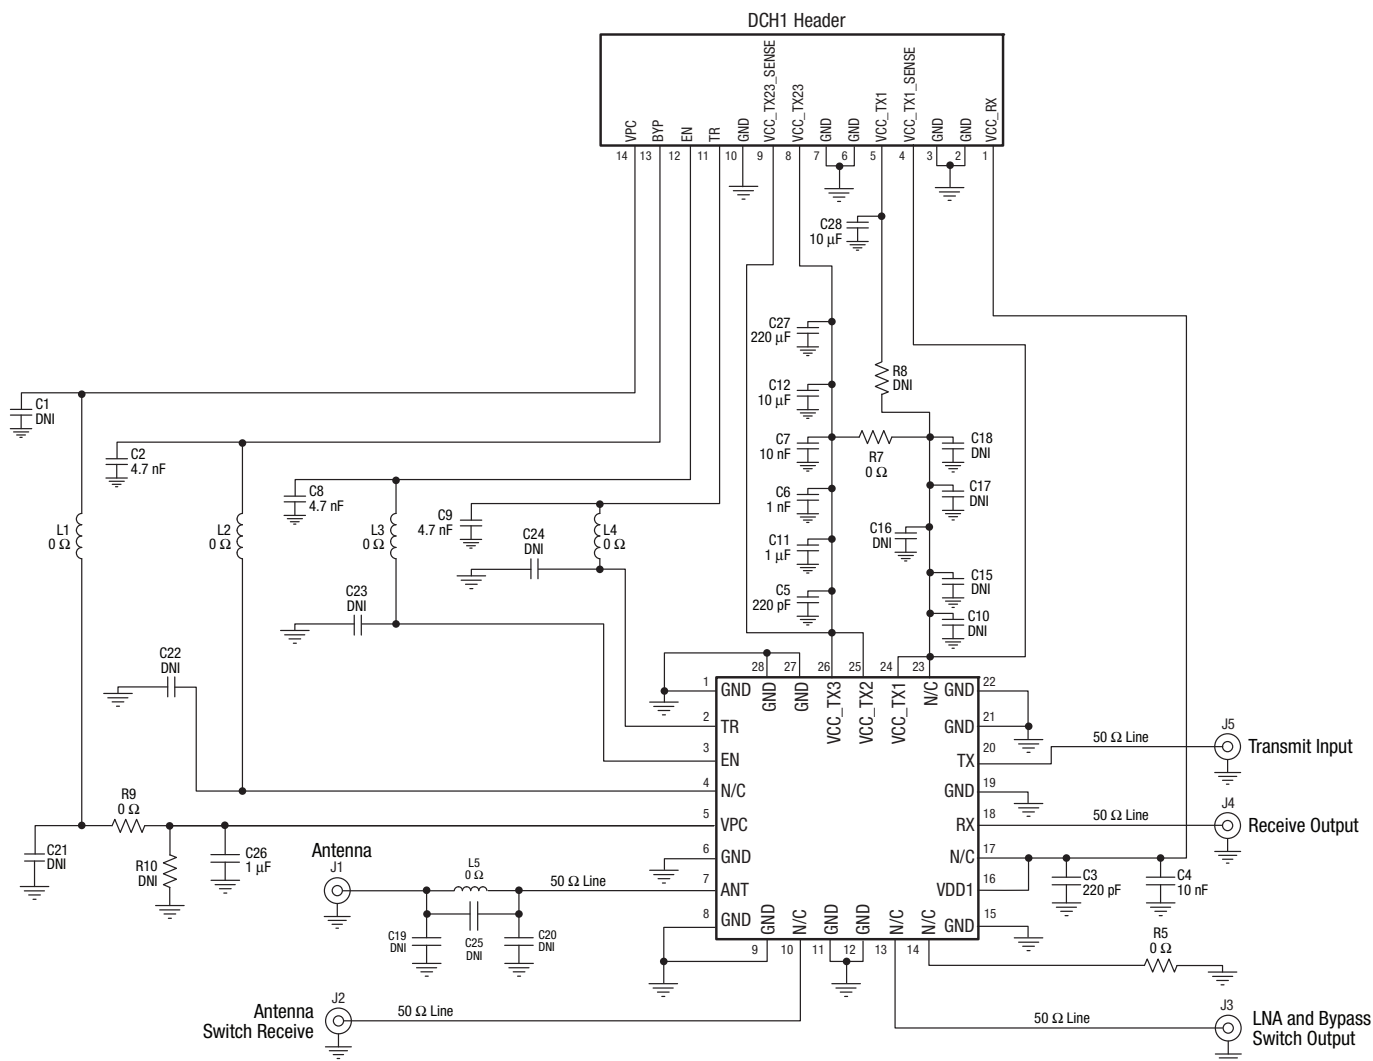 DCH1 Header
VPC
BYP
EN
TR
GND
VCC_TX23_SENSE
VCC_TX23
GND
GND
VCC_TX1
VCC_TX1_SENSE
GND
GND
VCC_RX
14
13
12
11
10
9
8
7
6
5
4
3
2
1
C28
10 µF
C27
220 µF
C12
10 µF
R8
DNI
C1
DNI
C2
4.7 nF
C7
10 nF
R7
0 Ω
C18
DNI
C8
4.7 nF
C6
1 nF
C17
DNI
C9
4.7 nF
L1
0 Ω
L2
0 Ω
L3
0 Ω
C24
DNI
L4
0 Ω
C11
1 µF
C16
DNI
C5
220 pF
C15
DNI
C23
DNI
C10
DNI
C22
DNI
28
27
26
25
24
23
GND
GND
VCC_TX3
VCC_TX2
VCC_TX1
N/C
1
GND
2
TR
3
EN
4
N/C
5
VPC
6
GND
7
ANT
8
GND
22
GND
21
GND
20
TX
19
GND
18
RX
17
N/C
16
VDD1
15
GND
GND
N/C
GND
GND
N/C
N/C
9
10
11
12
13
14
50 Ω Line
J5
Transmit Input
50 Ω Line
J4
Receive Output
R9
0 Ω
C21
DNI
R10
DNI
C26
1 µF
Antenna
J1
L5
0 Ω
50 Ω Line
C19
DNI
C25
DNI
C20
DNI
C3
220 pF
C4
10 nF
R5
0 Ω
J2
Antenna
Switch Receive
50 Ω Line
50 Ω Line
J3
LNA and Bypass
Switch Output